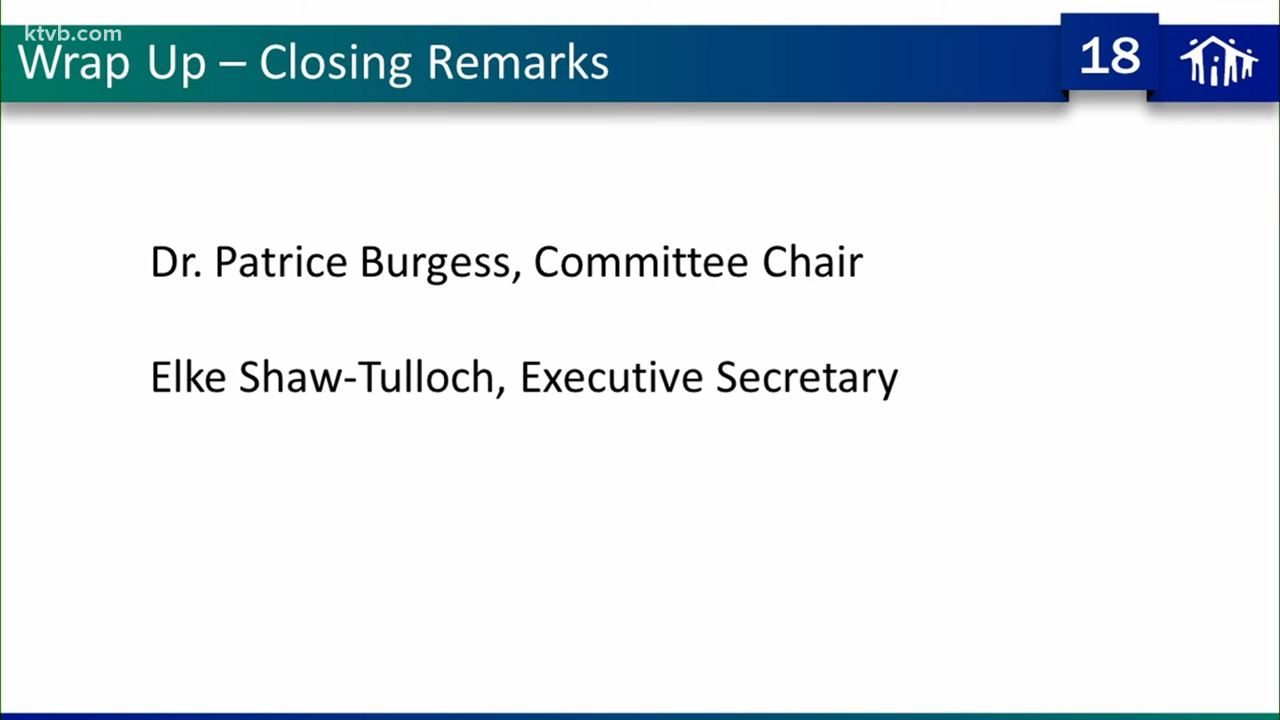 ktvb.com
Wrap Up – Closing Remarks
18
Dr. Patrice Burgess, Committee Chair
Elke Shaw-Tulloch, Executive Secretary